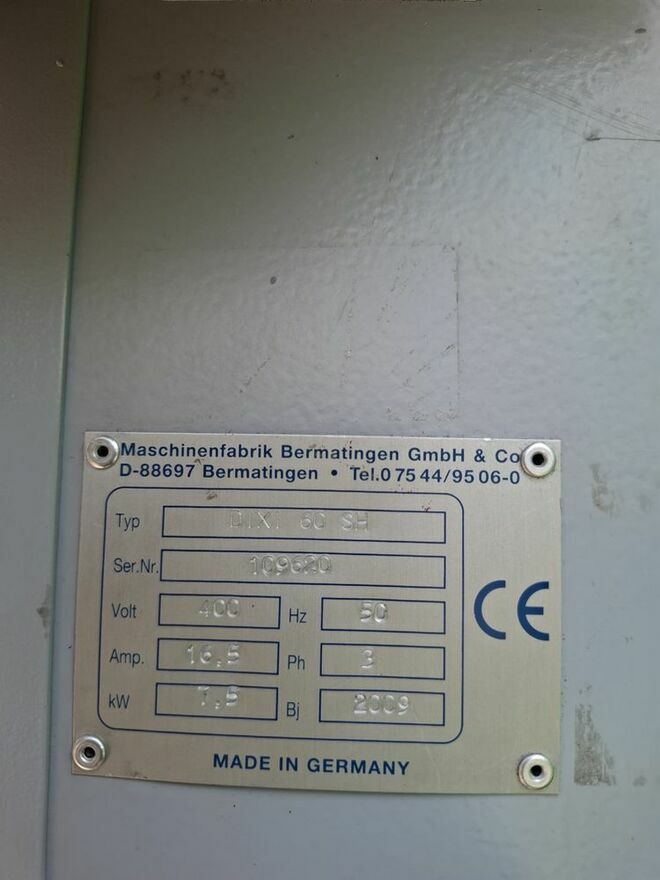 Maschinenfabrik Bermatingen GmbH & Co
D-88697 Bermatingen • Tel.0 75 44/95 06-0
Typ DIXI 60 SH
Ser.Nr. 109620
Volt 400 Hz 50
Amp. 16,5 Ph 3
kW 7,5 Bj 2009
CE
MADE IN GERMANY